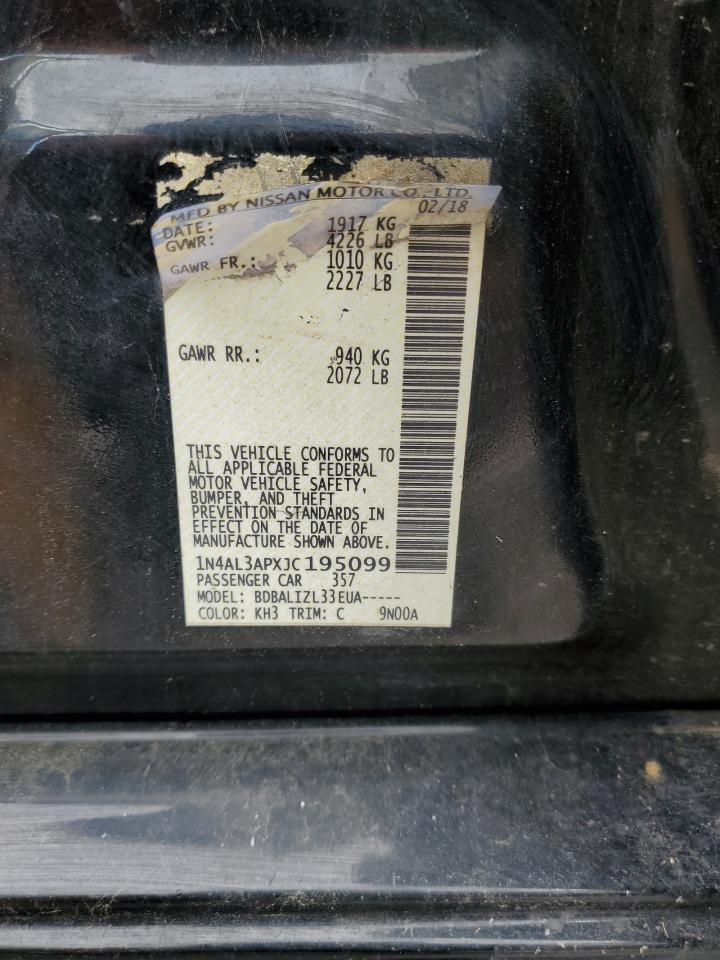 MFD BY NISSAN MOTOR CO., LTD.
DATE: 02/18
GVWR: 1917 KG
4226 LB
GAWR FR.: 1010 KG
2227 LB
GAWR RR.: 940 KG
2072 LB
THIS VEHICLE CONFORMS TO
ALL APPLICABLE FEDERAL
MOTOR VEHICLE SAFETY,
BUMPER, AND THEFT
PREVENTION STANDARDS IN
EFFECT ON THE DATE OF
MANUFACTURE SHOWN ABOVE.
1N4AL3APXJC195099
PASSENGER CAR 357
MODEL: BDBALIZL33EUA-----
COLOR: KH3 TRIM: C 9N00A